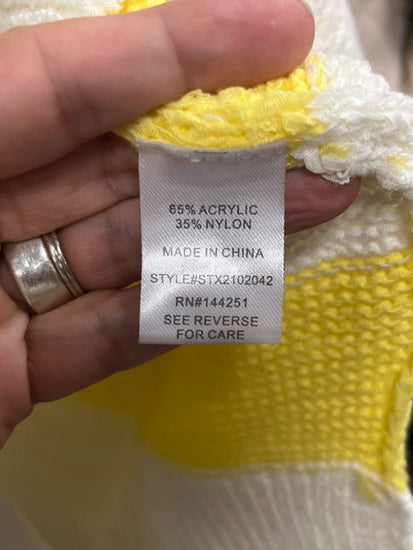 65% ACRYLIC
35% NYLON
MADE IN CHINA
STYLE#STX2102042
RN#144251
SEE REVERSE
FOR CARE